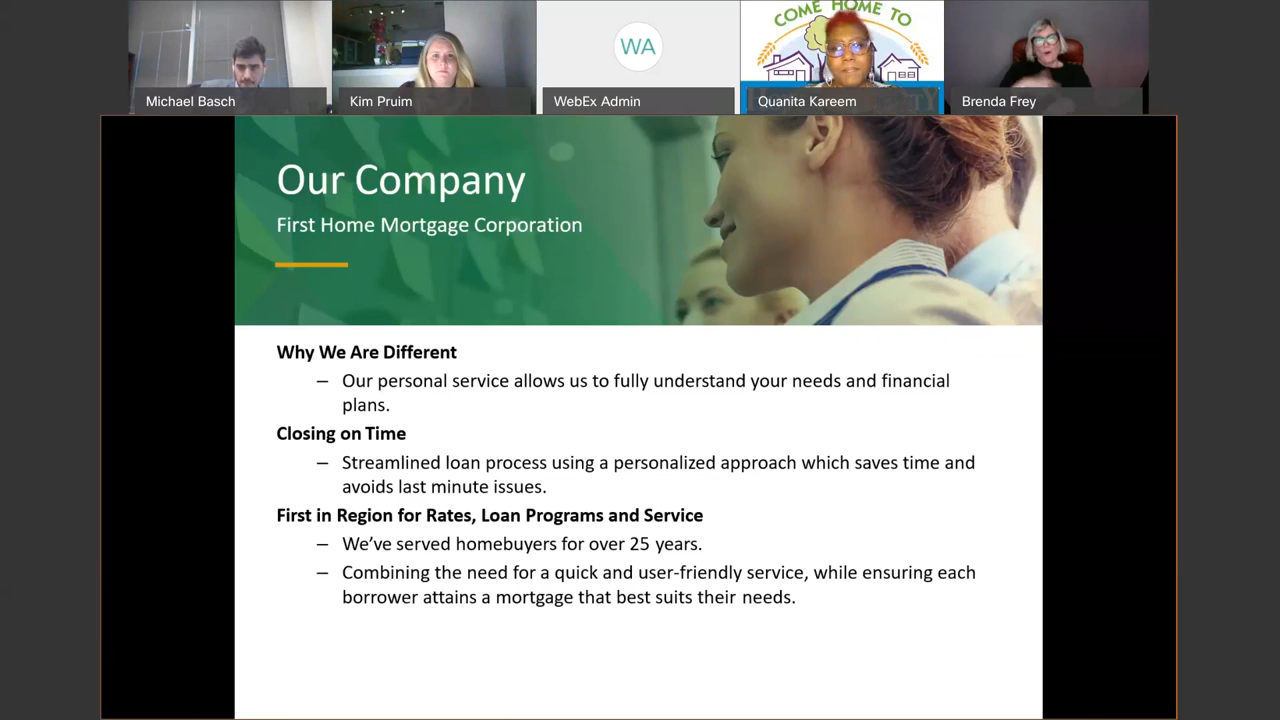 COME HOME TO
WA
Michael Basch
Kim Pruim
WebEx Admin
Quanita Kareem
Brenda Frey
Our Company
First Home Mortgage Corporation
Why We Are Different
– Our personal service allows us to fully understand your needs and financial
plans.
Closing on Time
– Streamlined loan process using a personalized approach which saves time and
avoids last minute issues.
First in Region for Rates, Loan Programs and Service
– We’ve served homebuyers for over 25 years.
– Combining the need for a quick and user-friendly service, while ensuring each
borrower attains a mortgage that best suits their needs.